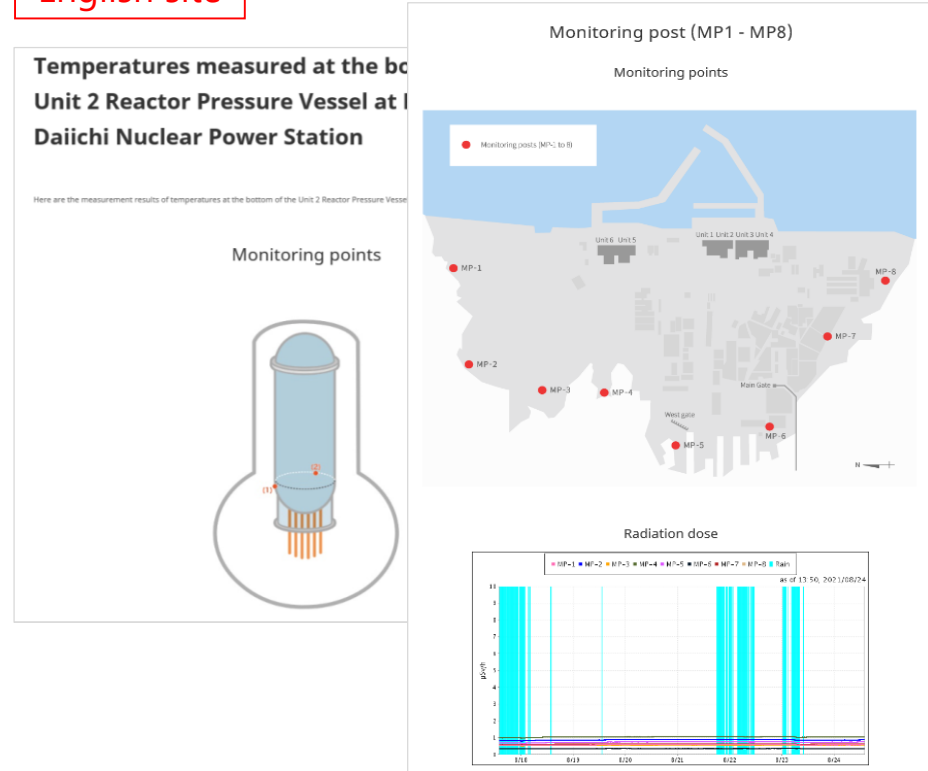 English site
Temperatures measured at the bo
Unit 2 Reactor Pressure Vessel at
Daiichi Nuclear Power Station
Here are the measurement results of temperatures at the bottom of the Unit 2 Reactor Pressure Vesse
Monitoring points
(2)
(1)
Monitoring post (MP1 - MP8)
Monitoring points
Monitoring posts (MP-1 to 8)
Unit 6 Unit 5
Unit 1 Unit 2 Unit 3 Unit 4
MP-1
MP-8
MP-7
MP-2
Main Gate
MP-3
MP-4
West gate
MP-6
MP-5
N
Radiation dose
MP-1 MP-2 MP-3 MP-4 MP-5 MP-6 MP-7 MP-8 Rain
as of 13:50, 2021/08/24
10
9
8
7
6
5
4
3
2
1
0
μSv/h
8/18 8/19 8/20 8/21 8/22 8/23 8/24